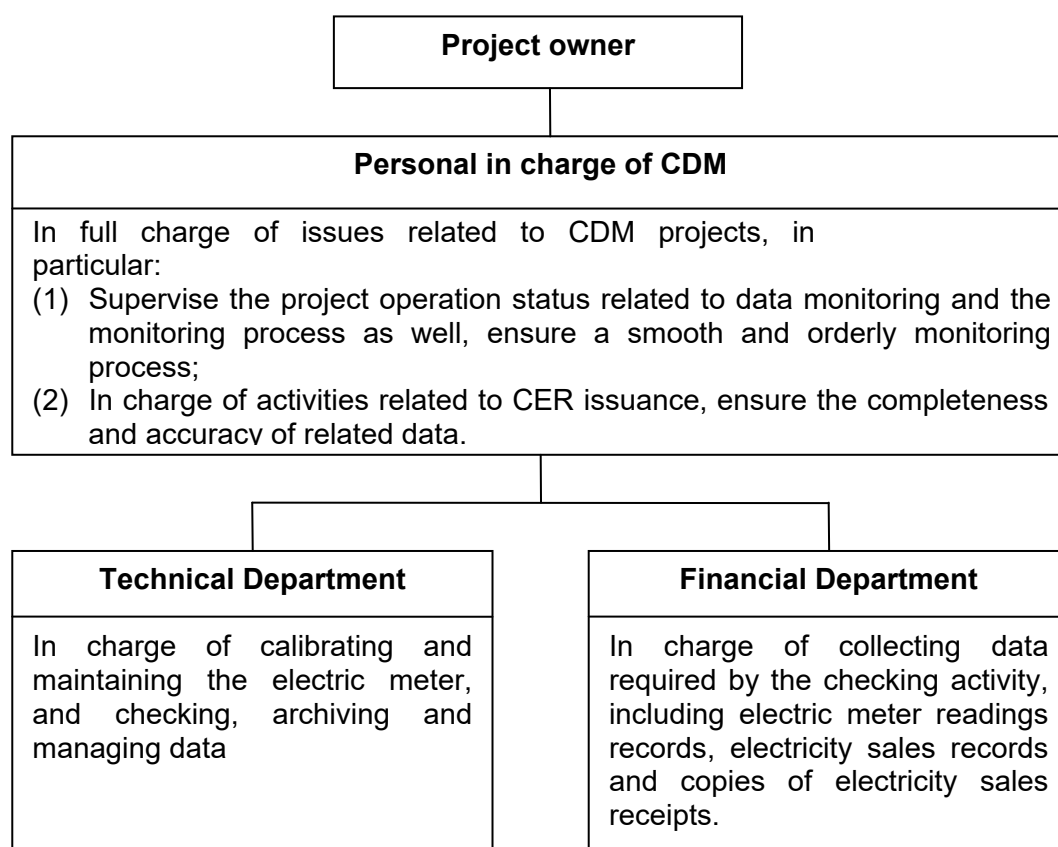 Project owner
Personal in charge of CDM
In full charge of issues related to CDM projects, in
particular:
(1) Supervise the project operation status related to data monitoring and the
monitoring process as well, ensure a smooth and orderly monitoring
process;
(2) In charge of activities related to CER issuance, ensure the completeness
and accuracy of related data.
Technical Department
In charge of calibrating and
maintaining the electric meter,
and checking, archiving and
managing data
Financial Department
In charge of collecting data
required by the checking activity,
including electric meter readings
records, electricity sales records
and copies of electricity sales
receipts.